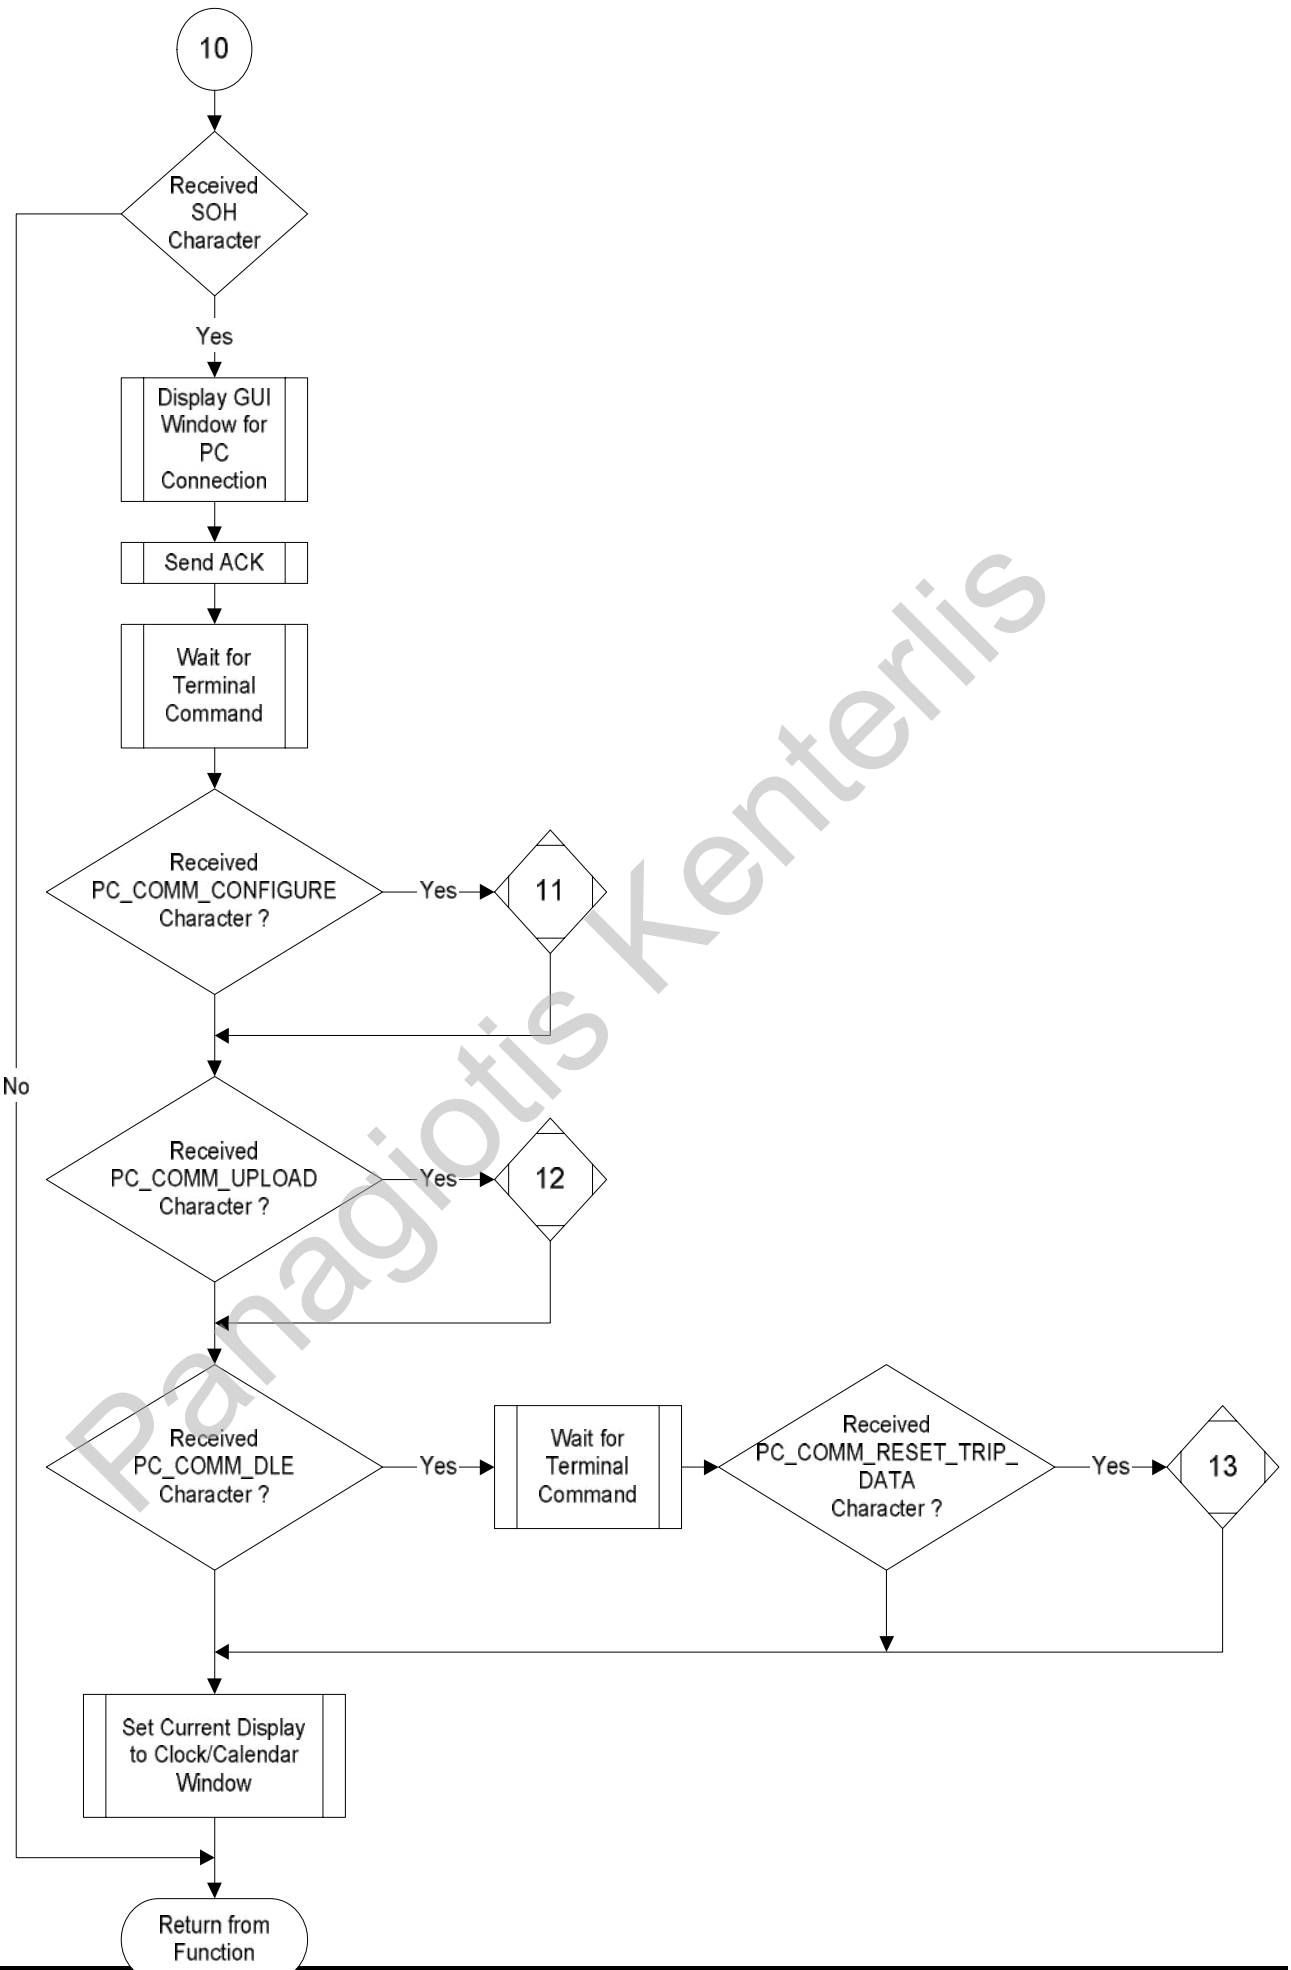 10
Received
SOH
Character
Yes
Display GUI
Window for
PC
Connection
Send ACK
Wait for
Terminal
Command
Received
PC_COMM_CONFIGURE
Character ?
Yes
11
No
Received
PC_COMM_UPLOAD
Character ?
Yes
12
Received
PC_COMM_DLE
Character ?
Yes
Wait for
Terminal
Command
Received
PC_COMM_RESET_TRIP_
DATA
Character ?
Yes
13
Set Current Display
to Clock/Calendar
Window
Return from
Function
Panagiotis Kenterlis